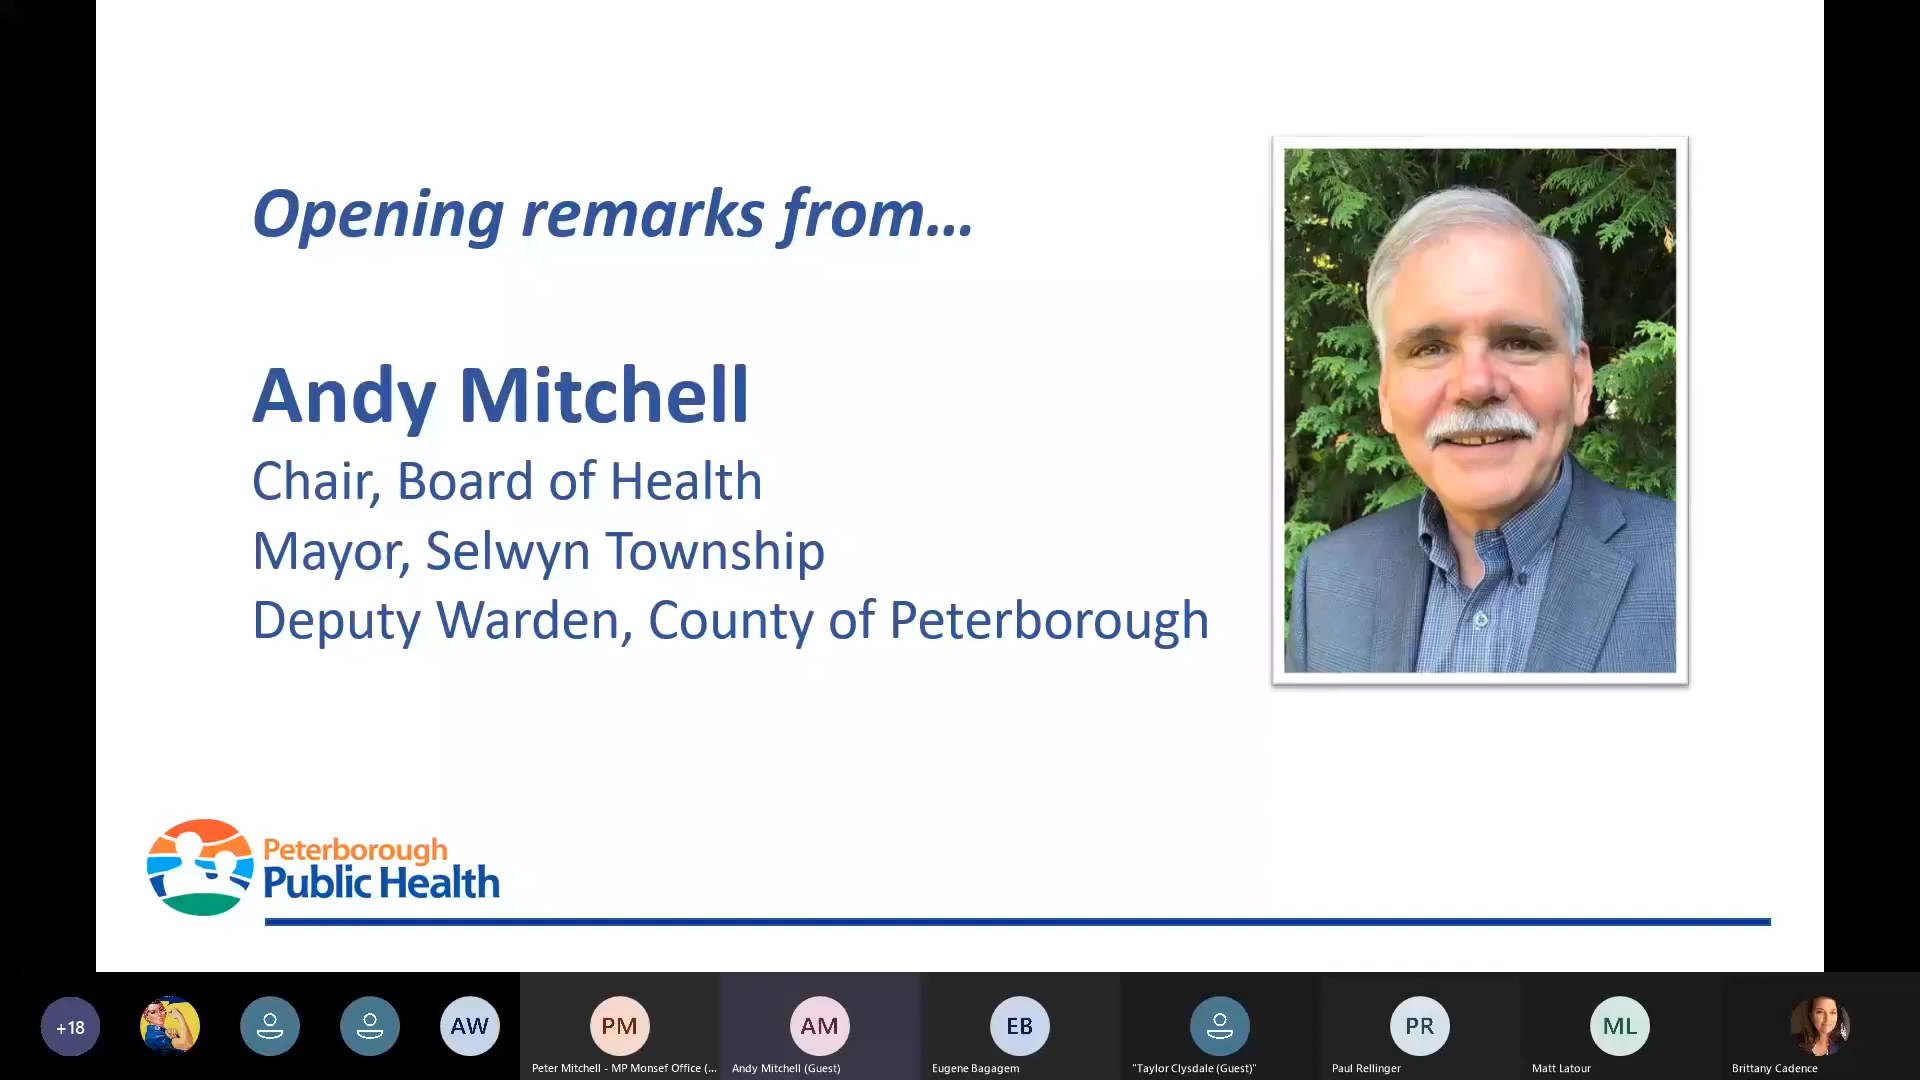 Opening remarks from...
Andy Mitchell
Chair, Board of Health
Mayor, Selwyn Township
Deputy Warden, County of Peterborough
Peterborough
Public Health
+18
AW
PM
AM
EB
PR
ML
Peter Mitchell - MP Monsef Office (...
Andy Mitchell (Guest)
Eugene Bagagem
"Taylor Clysdale (Guest)"
Paul Rellinger
Matt Latour
Brittany Cadence